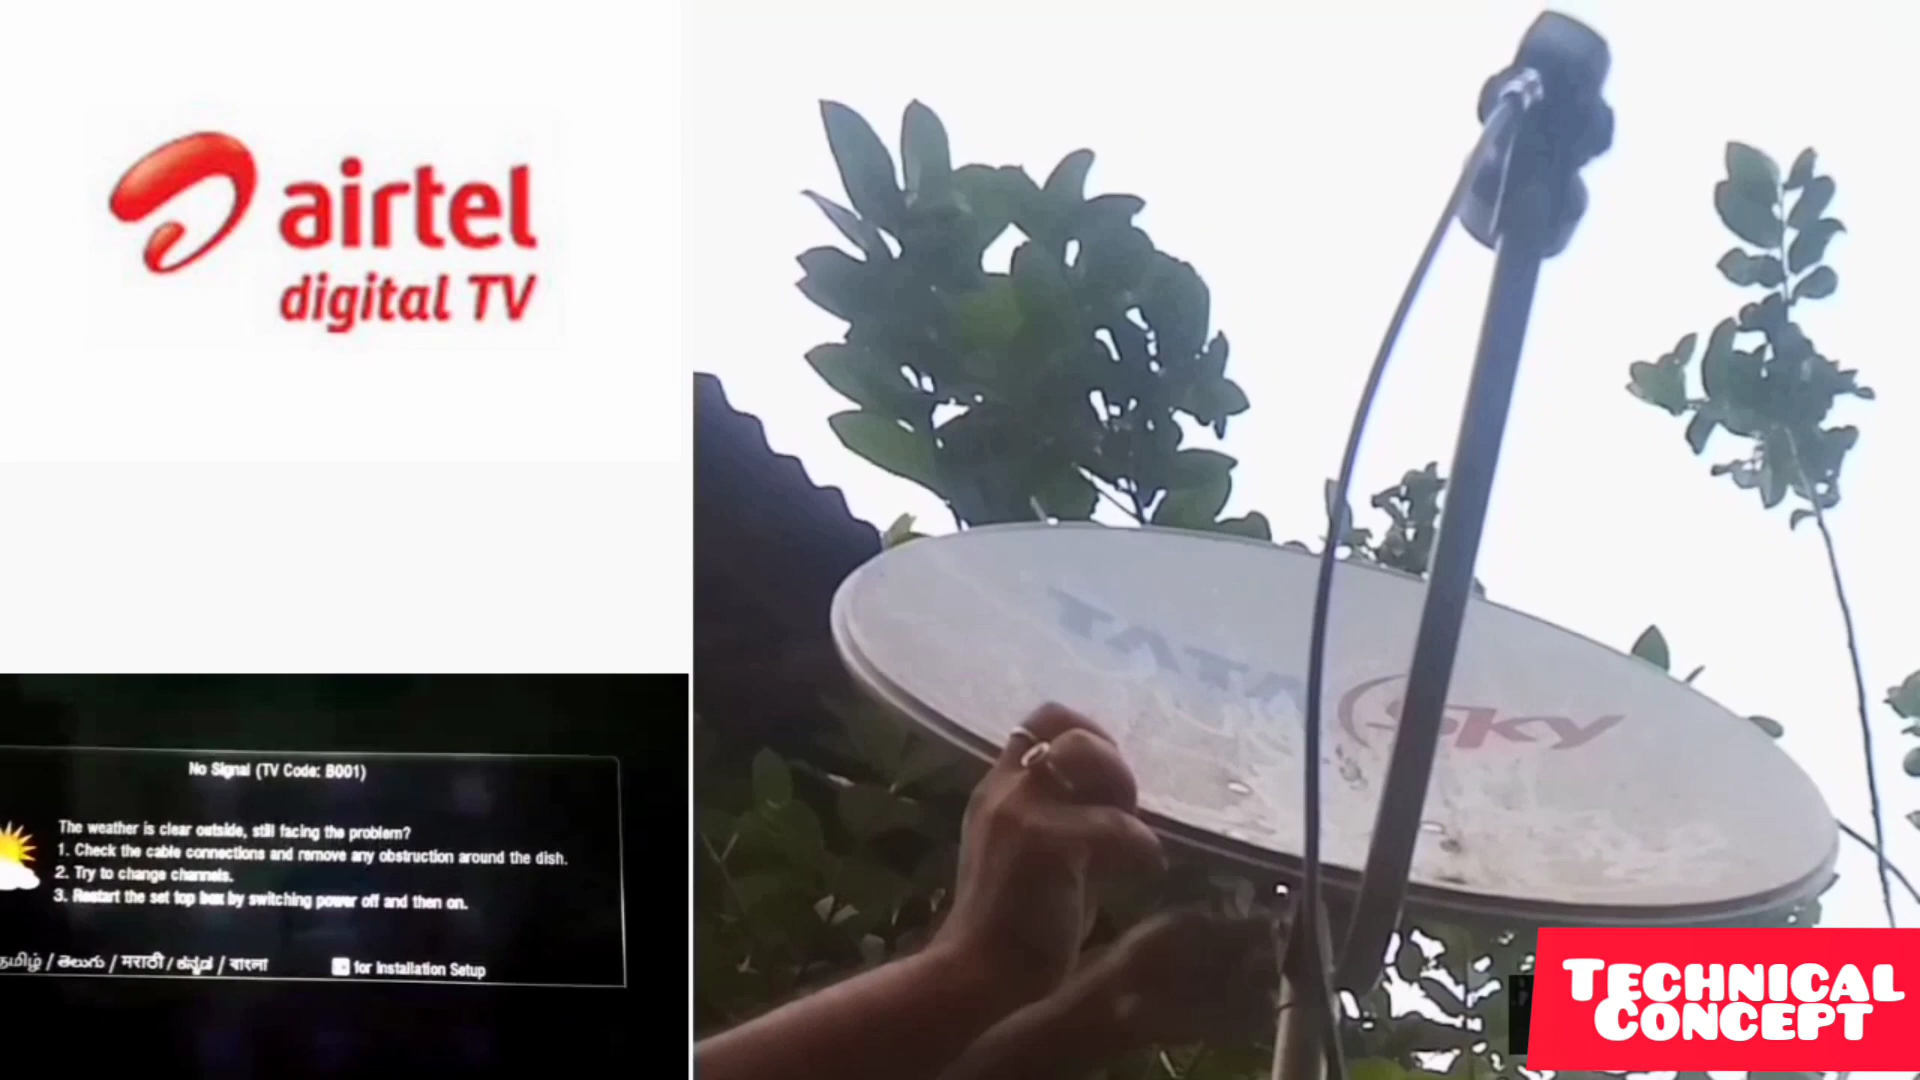 airtel
digital TV
TATA Sky
No Signal (TV Code: B001)
The weather is clear outside, still facing the problem?
1. Check the cable connections and remove any obstruction around the dish.
2. Try to change channels.
3. Restart the set top box by switching power off and then on.
தமிழ் / తెలుగు / मराठी / ಕನ್ನಡ / বাংলা
for Installation Setup
TECHNICAL
CONCEPT